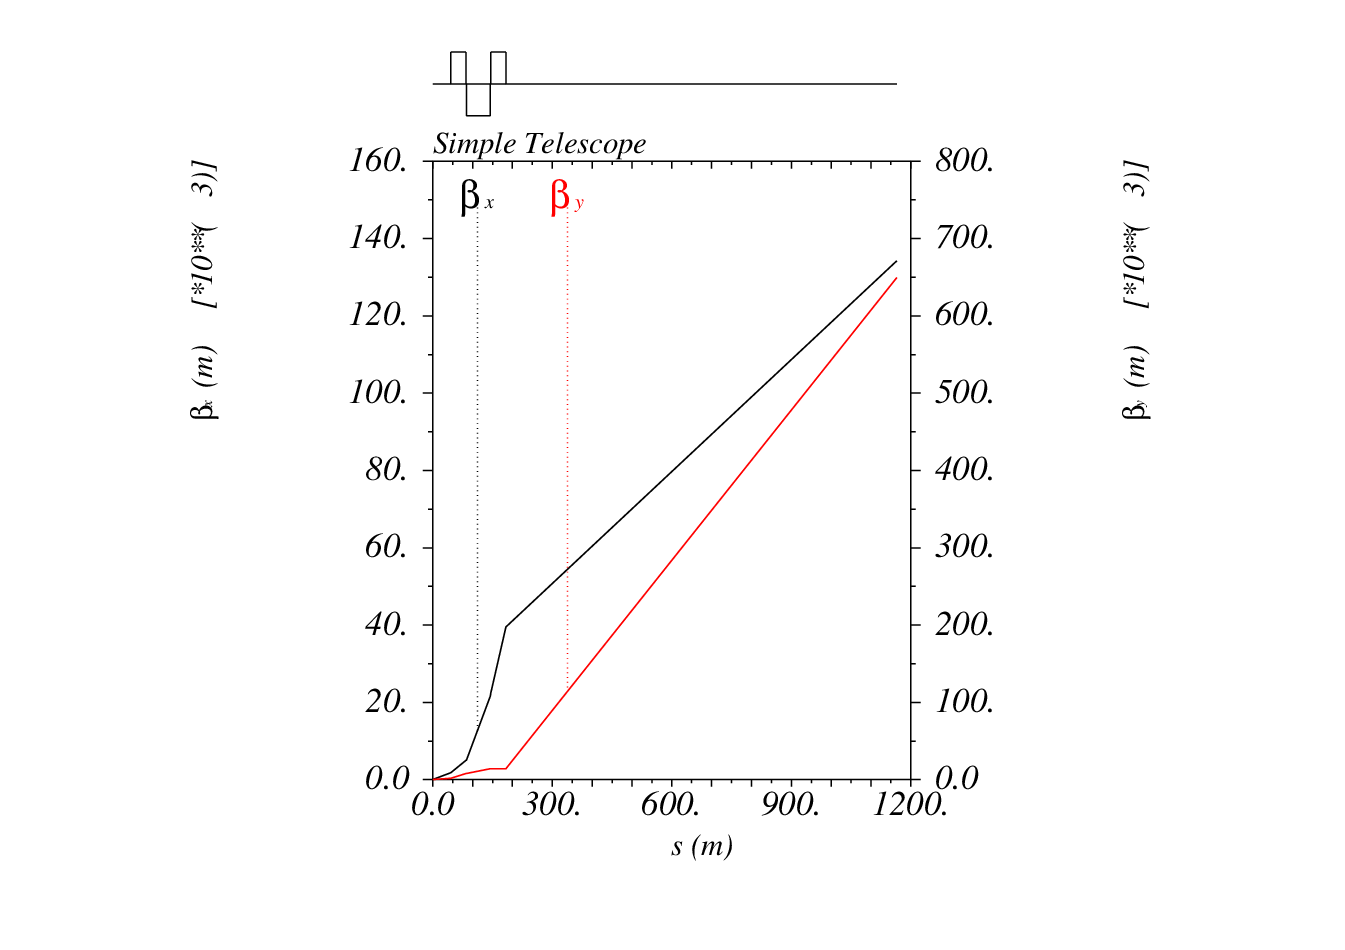 Simple Telescope
160.
140.
120.
100.
80.
60.
40.
20.
0.0
800.
700.
600.
500.
400.
300.
200.
100.
0.0
βx
βy
0.0 300. 600. 900. 1200.
s (m)
βx (m) [*10**( 3)]
βy (m) [*10**( 3)]